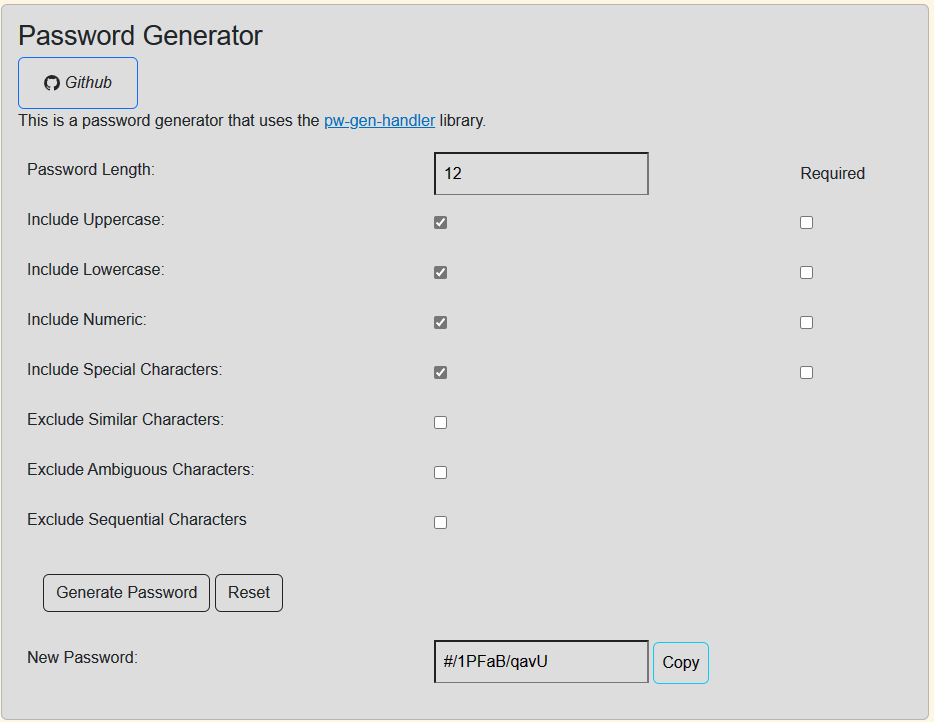 Password Generator
Github
This is a password generator that uses the pw-gen-handler library.
Password Length: 12 Required
Include Uppercase:
Include Lowercase:
Include Numeric:
Include Special Characters:
Exclude Similar Characters:
Exclude Ambiguous Characters:
Exclude Sequential Characters
Generate Password Reset
New Password: #/1PFaB/qavU Copy